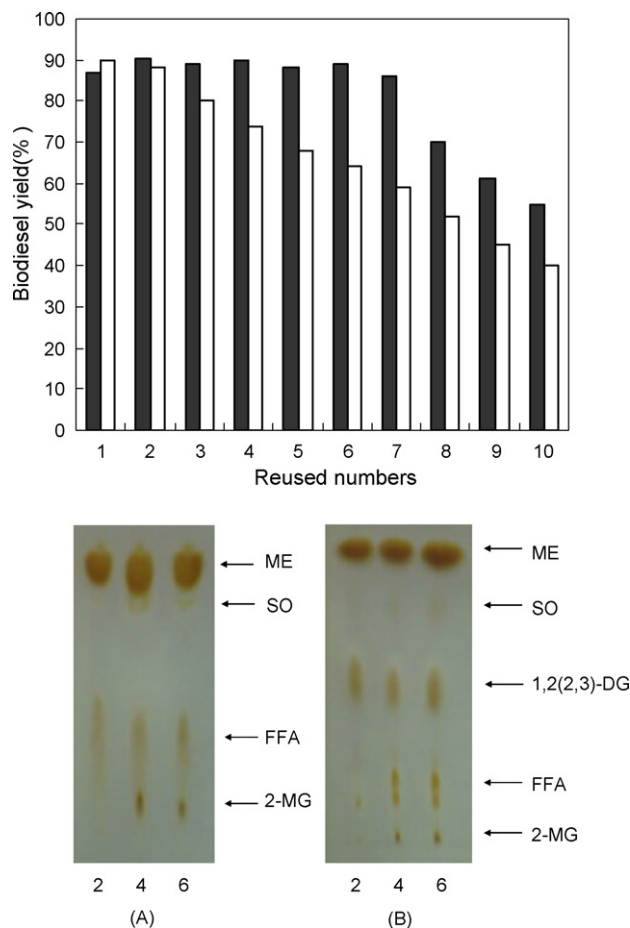 100
90
80
70
60
50
40
30
20
10
0
Biodiesel yield(% )
1 2 3 4 5 6 7 8 9 10
Reused numbers
ME
SO
FFA
2-MG
2 4 6
(A)
ME
SO
1,2(2,3)-DG
FFA
2-MG
2 4 6
(B)